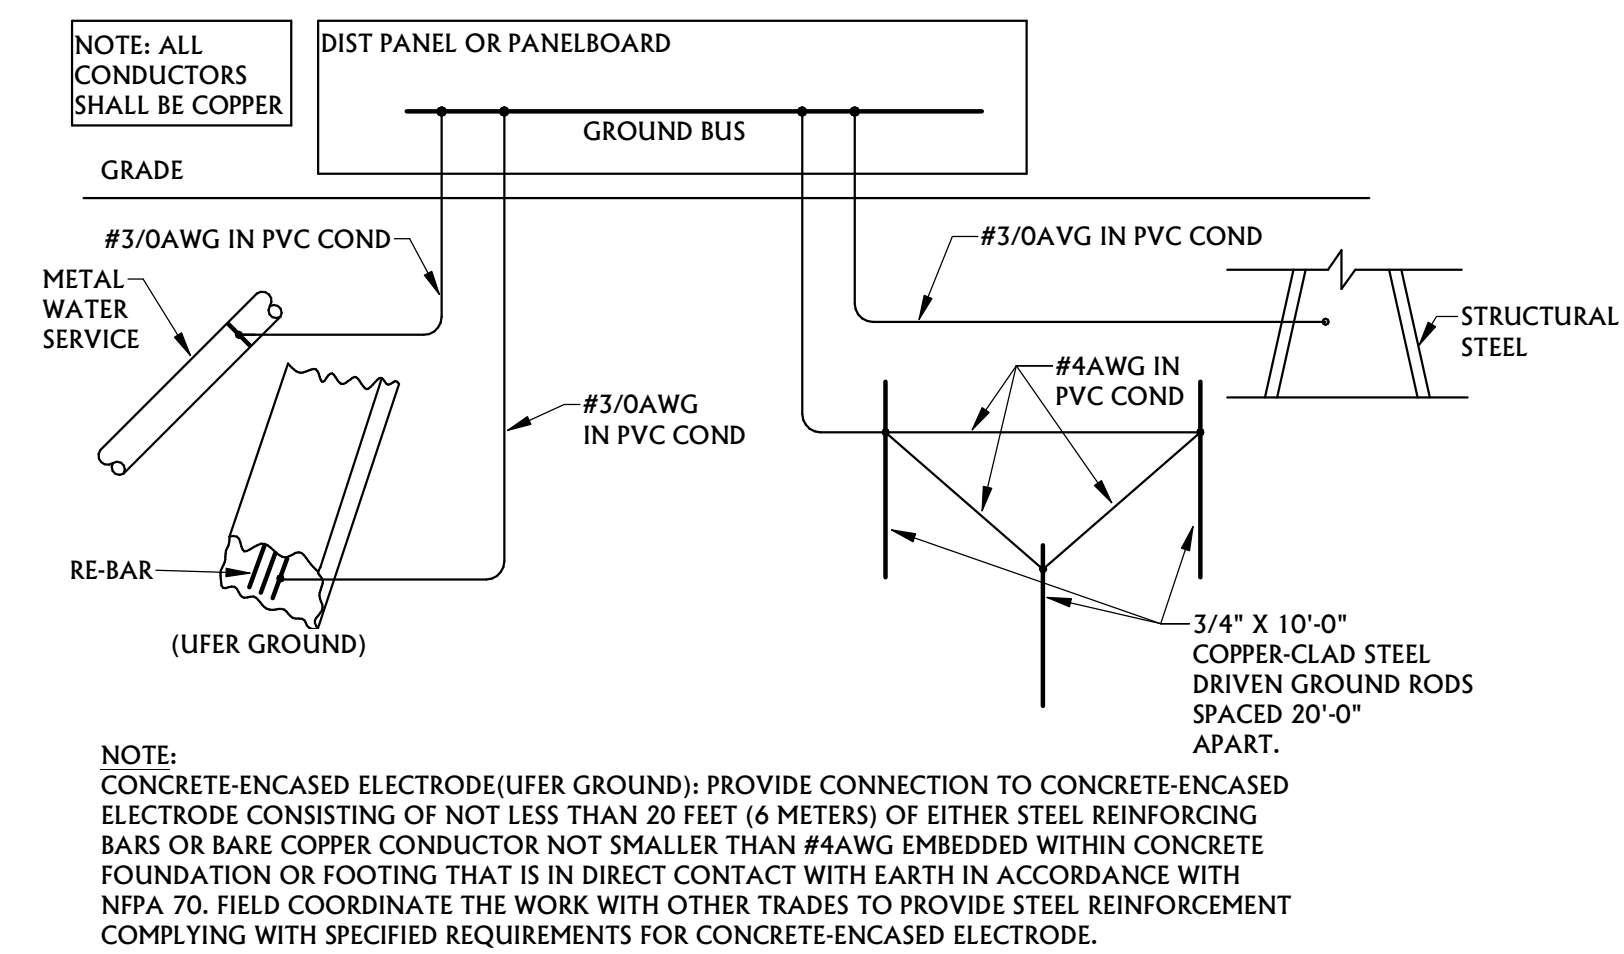 NOTE: ALL
CONDUCTORS
SHALL BE COPPER
DIST PANEL OR PANELBOARD
GROUND BUS
GRADE
#3/0AWG IN PVC COND
#3/0AVG IN PVC COND
METAL
WATER
SERVICE
STRUCTURAL
STEEL
#4AWG IN
PVC COND
#3/0AWG
IN PVC COND
RE-BAR
(UFER GROUND)
3/4" X 10'-0"
COPPER-CLAD STEEL
DRIVEN GROUND RODS
SPACED 20'-0"
APART.
NOTE:
CONCRETE-ENCASED ELECTRODE(UFER GROUND): PROVIDE CONNECTION TO CONCRETE-ENCASED
ELECTRODE CONSISTING OF NOT LESS THAN 20 FEET (6 METERS) OF EITHER STEEL REINFORCING
BARS OR BARE COPPER CONDUCTOR NOT SMALLER THAN #4AWG EMBEDDED WITHIN CONCRETE
FOUNDATION OR FOOTING THAT IS IN DIRECT CONTACT WITH EARTH IN ACCORDANCE WITH
NFPA 70. FIELD COORDINATE THE WORK WITH OTHER TRADES TO PROVIDE STEEL REINFORCEMENT
COMPLYING WITH SPECIFIED REQUIREMENTS FOR CONCRETE-ENCASED ELECTRODE.